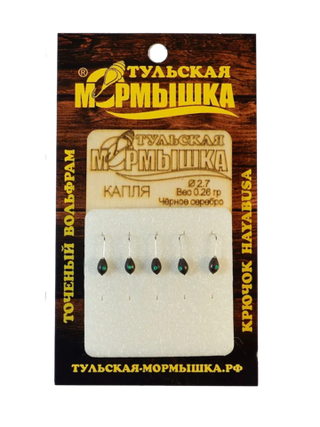 ТУЛЬСКАЯ
®МОРМЫШКА
ТОЧЕНЫЙ ВОЛЬФРАМ
ТУЛЬСКАЯ
МОРМЫШКА
КАПЛЯ
Ø 2.7
Вес 0.26 гр
Чёрное серебро
КРЮЧОК HAYABUSA
ТУЛЬСКАЯ-МОРМЫШКА.РФ